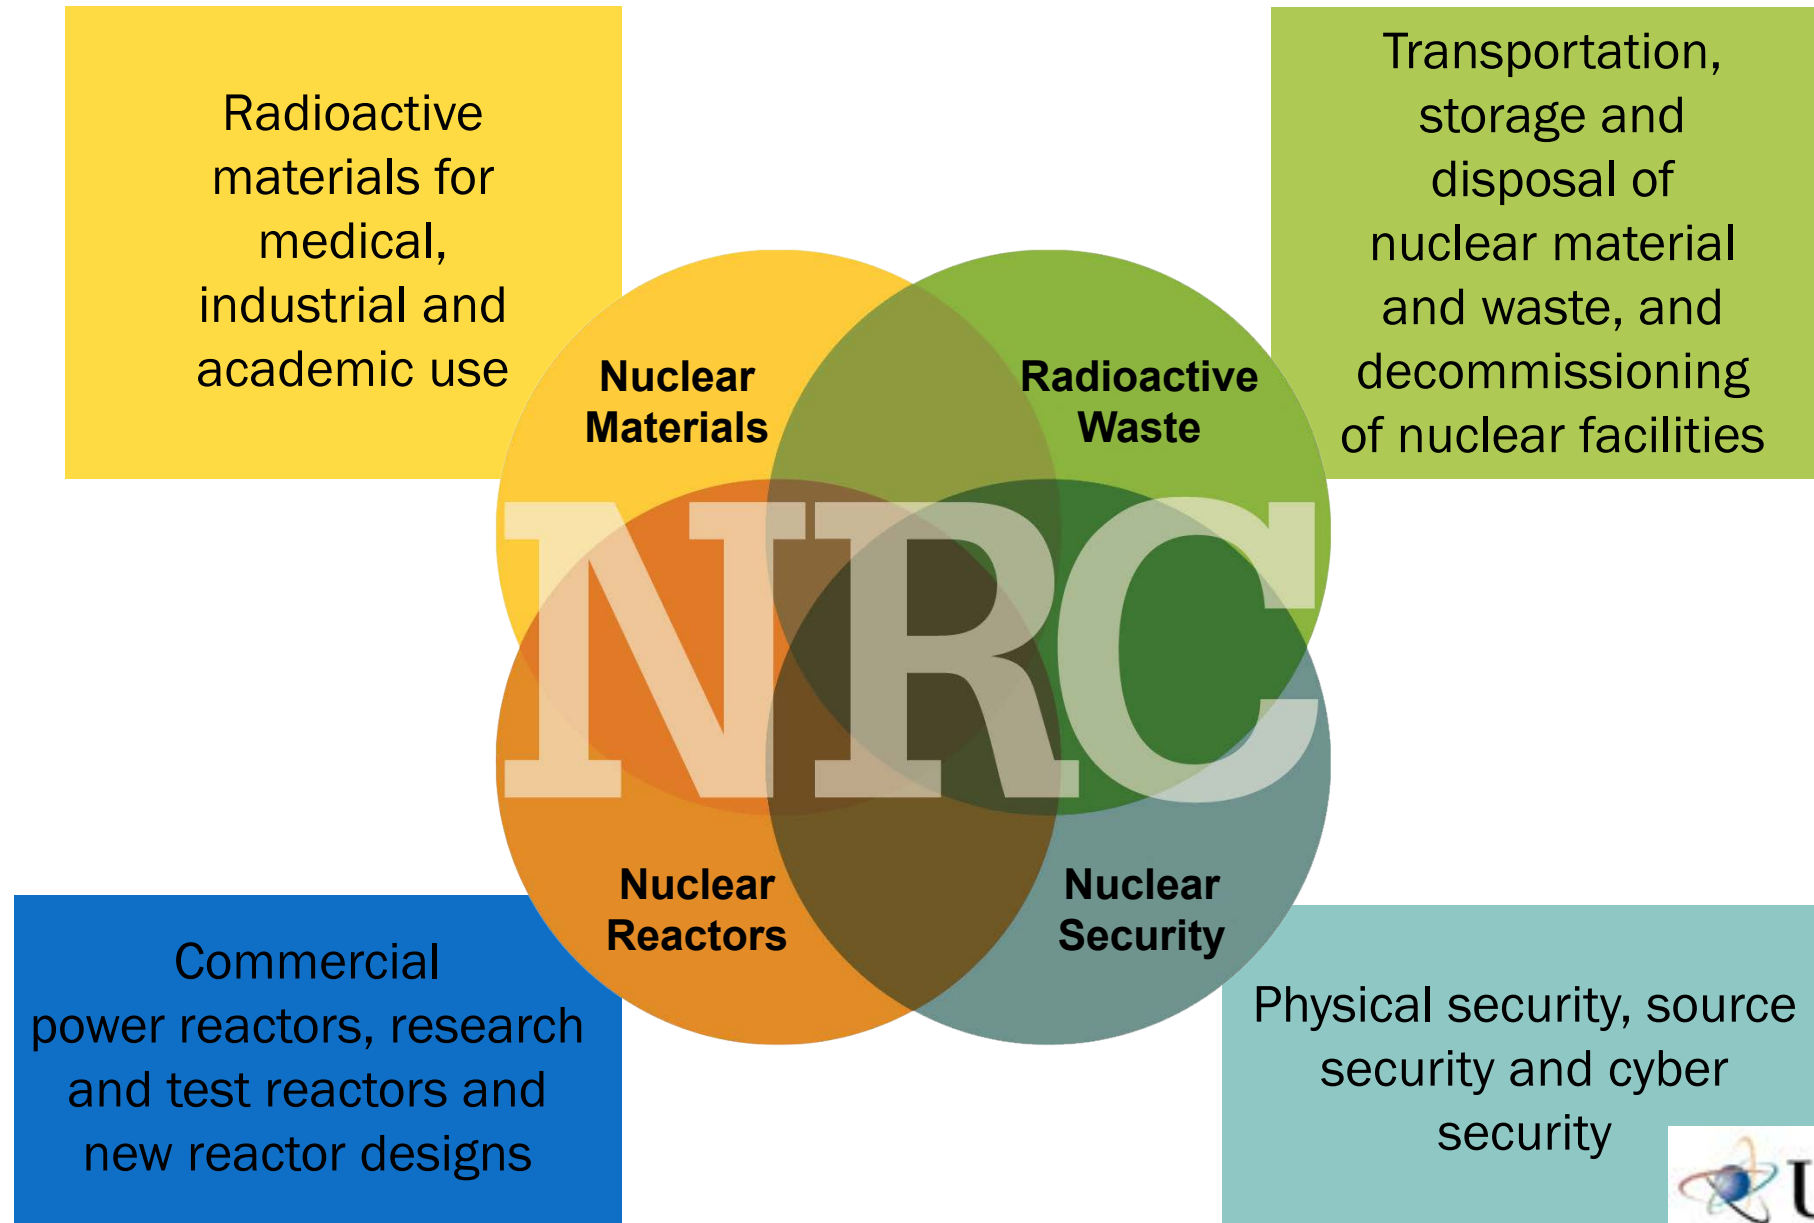 Radioactive
materials for
medical,
industrial and
academic use
Transportation,
storage and
disposal of
nuclear material
and waste, and
decommissioning
of nuclear facilities
Nuclear
Materials
Radioactive
Waste
NRC
Nuclear
Reactors
Nuclear
Security
Commercial
power reactors, research
and test reactors and
new reactor designs
Physical security, source
security and cyber
security
U